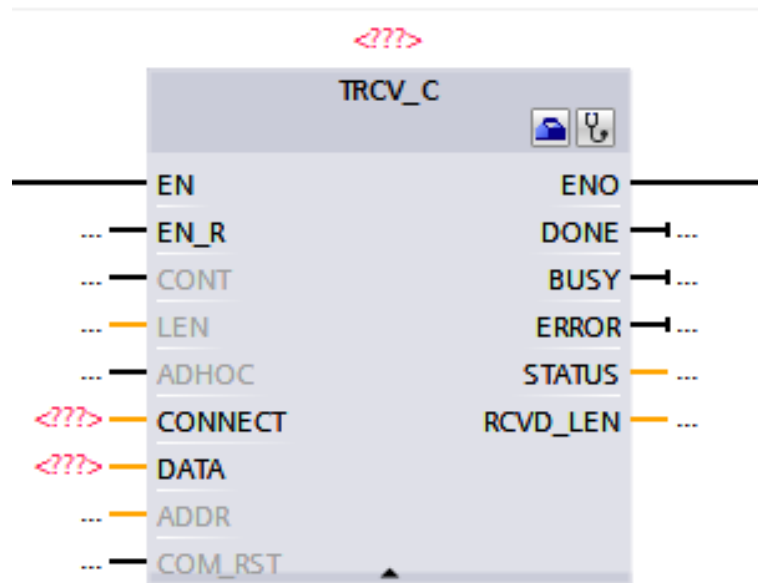 <???>
TRCV_C
EN ENO
... EN_R DONE ...
... CONT BUSY ...
... LEN ERROR ...
... ADHOC STATUS ...
<???> CONNECT RCVD_LEN ...
<???> DATA
... ADDR
... COM_RST